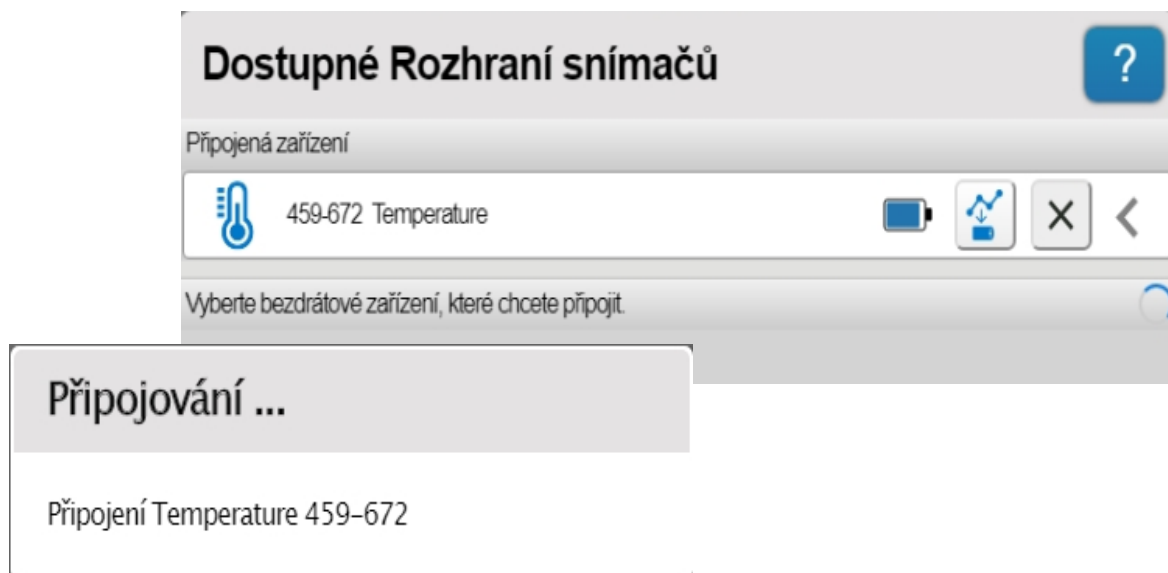 Dostupné Rozhraní snímačů
?
Připojená zařízení
459-672 Temperature
Vyberte bezdrátové zařízení, které chcete připojit.
Připojování ...
Připojení Temperature 459–672